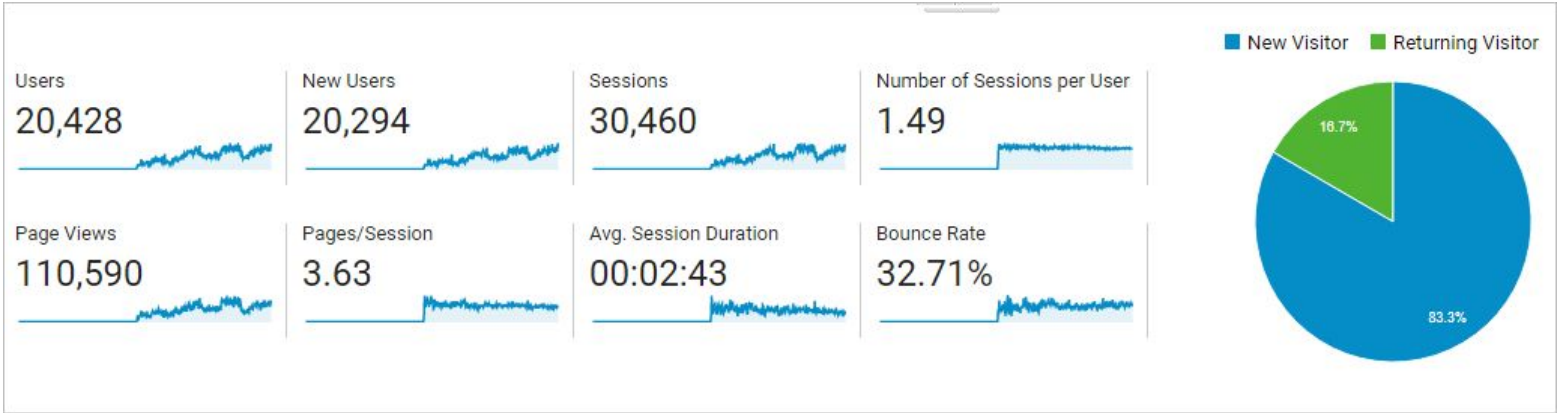 New Visitor Returning Visitor
Users New Users Sessions Number of Sessions per User
20,428 20,294 30,460 1.49
16.7%
Page Views Pages/Session Avg. Session Duration Bounce Rate
110,590 3.63 00:02:43 32.71%
83.3%